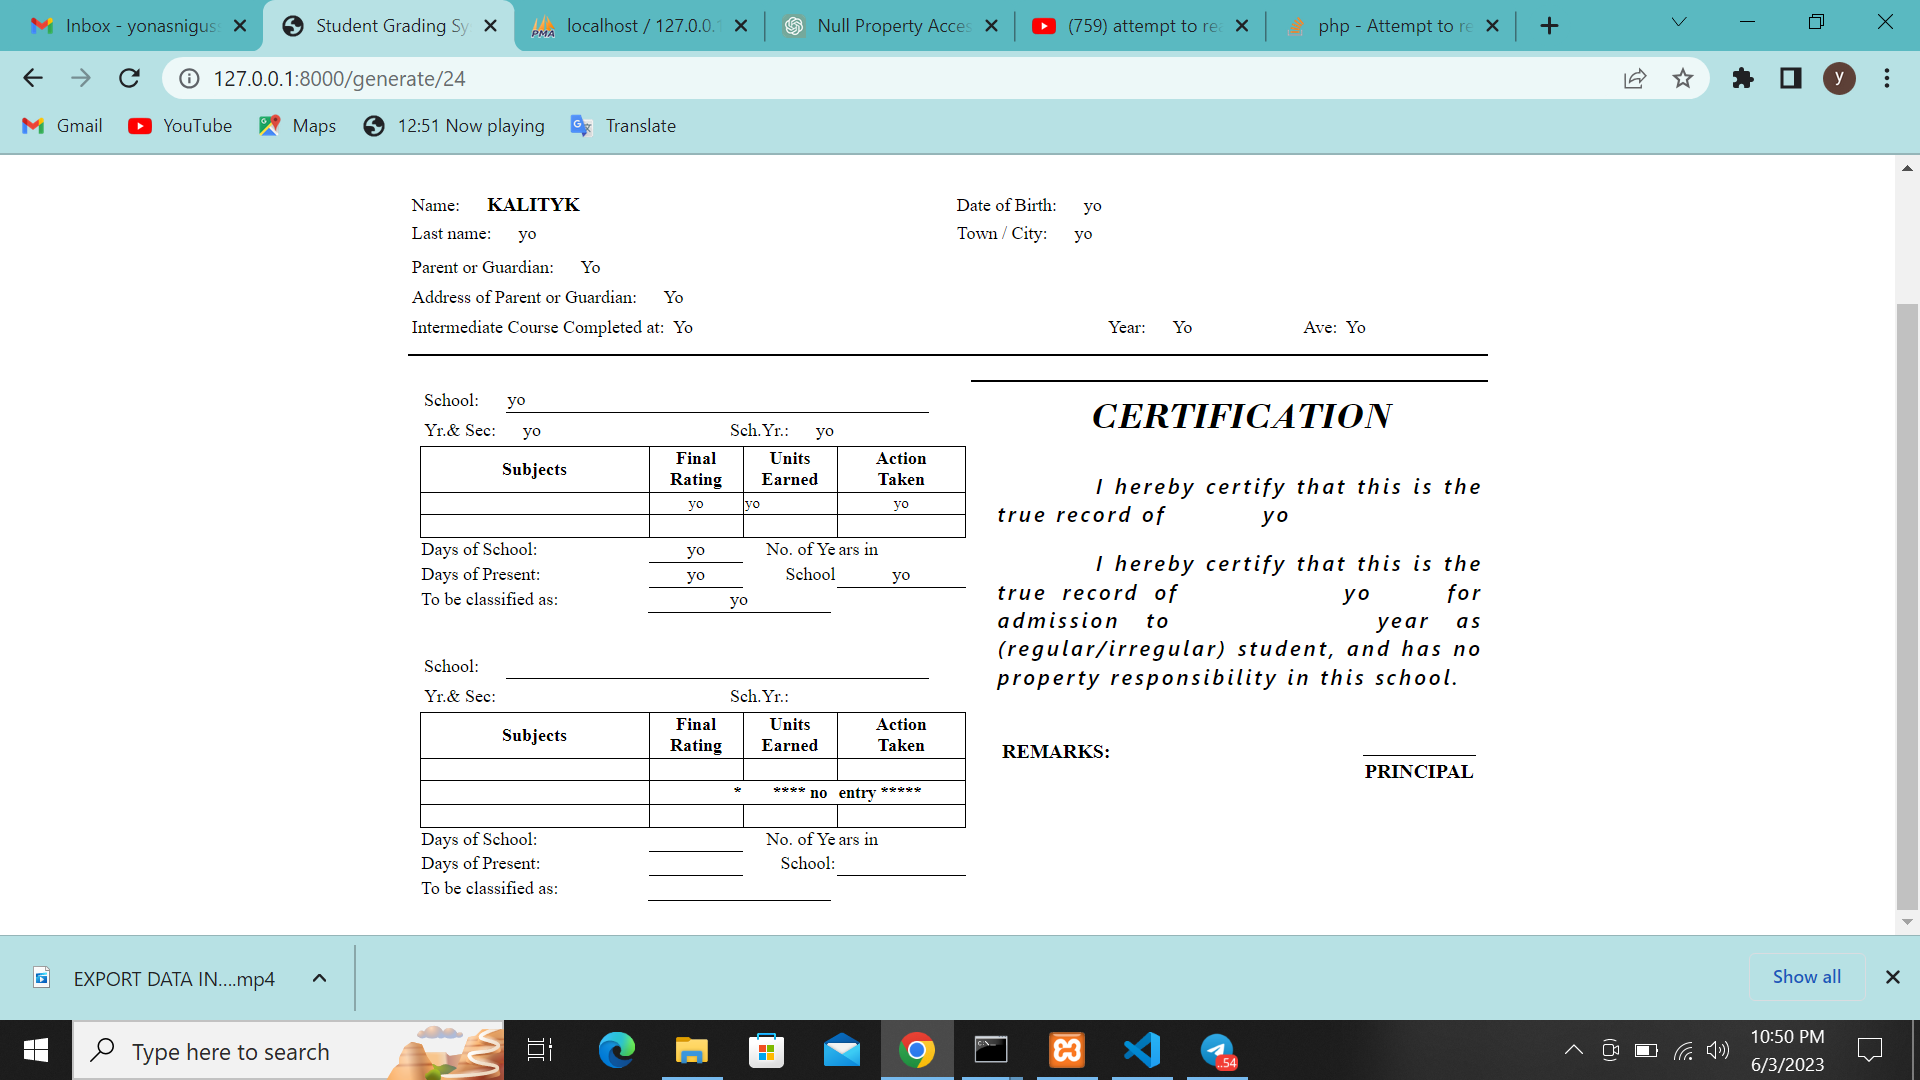 Inbox - yonasnigus
Student Grading Sy
localhost / 127.0.0.1
Null Property Acces
(759) attempt to rea
php - Attempt to re
127.0.0.1:8000/generate/24
y
Gmail
YouTube
Maps
12:51 Now playing
Translate
Name: KALITYK
Date of Birth: yo
Last name: yo
Town / City: yo
Parent or Guardian: Yo
Address of Parent or Guardian: Yo
Intermediate Course Completed at: Yo
Year: Yo
Ave: Yo
School: yo
Yr.& Sec: yo
Sch.Yr.: yo
Subjects
Final Rating
Units Earned
Action Taken
yo
yo
yo
Days of School: yo
No. of Ye ars in
Days of Present: yo
School yo
To be classified as: yo
CERTIFICATION
I hereby certify that this is the
true record of yo
I hereby certify that this is the
true record of yo for
admission to year as
(regular/irregular) student, and has no
property responsibility in this school.
REMARKS:
PRINCIPAL
School:
Yr.& Sec:
Sch.Yr.:
Subjects
Final Rating
Units Earned
Action Taken
* **** no entry *****
Days of School:
No. of Ye ars in
Days of Present:
School:
To be classified as:
EXPORT DATA IN....mp4
Show all
Type here to search
..54
10:50 PM
6/3/2023